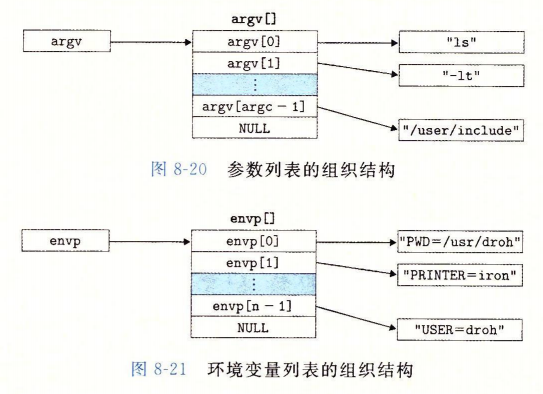 argv[]
argv
argv[0]
"ls"
argv[1]
"-lt"
⋮
argv[argc - 1]
NULL
"/user/include"
图 8-20 参数列表的组织结构
envp[]
envp
envp[0]
"PWD=/usr/droh"
envp[1]
"PRINTER=iron"
⋮
envp[n - 1]
NULL
"USER=droh"
图 8-21 环境变量列表的组织结构